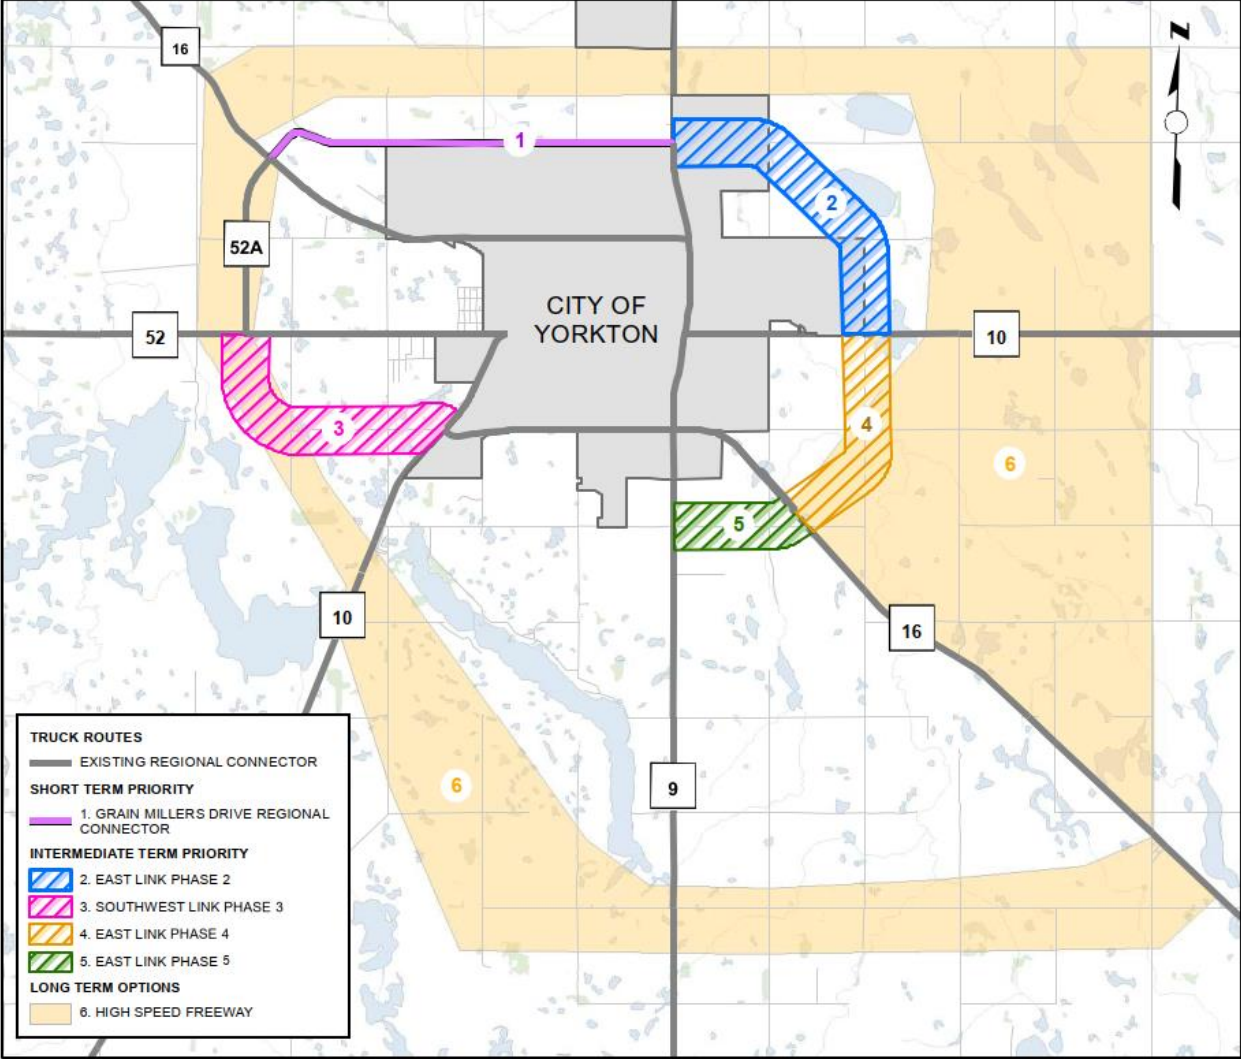 16
N
1
2
52A
CITY OF
YORKTON
52
10
3
4
6
5
10
16
6
9
TRUCK ROUTES
EXISTING REGIONAL CONNECTOR
SHORT TERM PRIORITY
1. GRAIN MILLERS DRIVE REGIONAL
CONNECTOR
INTERMEDIATE TERM PRIORITY
2. EAST LINK PHASE 2
3. SOUTHWEST LINK PHASE 3
4. EAST LINK PHASE 4
5. EAST LINK PHASE 5
LONG TERM OPTIONS
6. HIGH SPEED FREEWAY